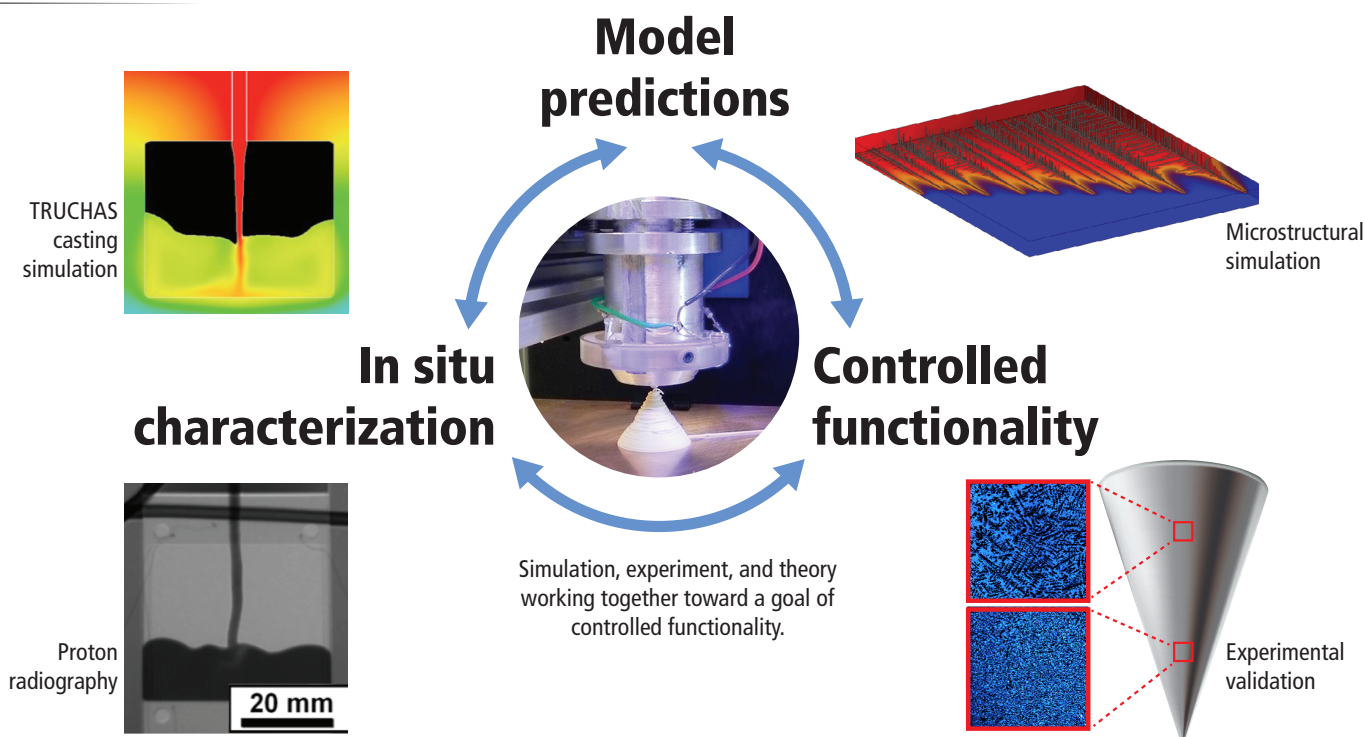 Model
predictions
TRUCHAS
casting
simulation
Microstructural
simulation
In situ
characterization
Controlled
functionality
Simulation, experiment, and theory
working together toward a goal of
controlled functionality.
Proton
radiography
20 mm
Experimental
validation